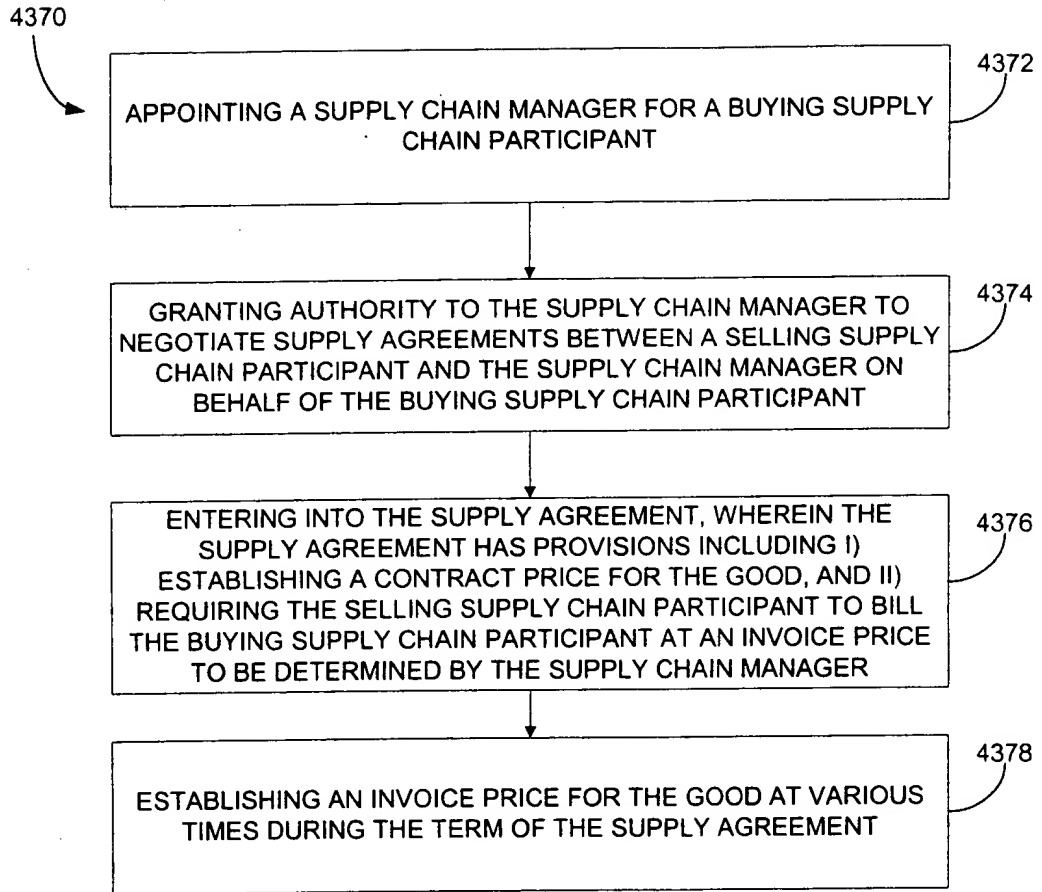 4370
4372
APPOINTING A SUPPLY CHAIN MANAGER FOR A BUYING SUPPLY
CHAIN PARTICIPANT
4374
GRANTING AUTHORITY TO THE SUPPLY CHAIN MANAGER TO
NEGOTIATE SUPPLY AGREEMENTS BETWEEN A SELLING SUPPLY
CHAIN PARTICIPANT AND THE SUPPLY CHAIN MANAGER ON
BEHALF OF THE BUYING SUPPLY CHAIN PARTICIPANT
4376
ENTERING INTO THE SUPPLY AGREEMENT, WHEREIN THE
SUPPLY AGREEMENT HAS PROVISIONS INCLUDING I)
ESTABLISHING A CONTRACT PRICE FOR THE GOOD, AND II)
REQUIRING THE SELLING SUPPLY CHAIN PARTICIPANT TO BILL
THE BUYING SUPPLY CHAIN PARTICIPANT AT AN INVOICE PRICE
TO BE DETERMINED BY THE SUPPLY CHAIN MANAGER
4378
ESTABLISHING AN INVOICE PRICE FOR THE GOOD AT VARIOUS
TIMES DURING THE TERM OF THE SUPPLY AGREEMENT